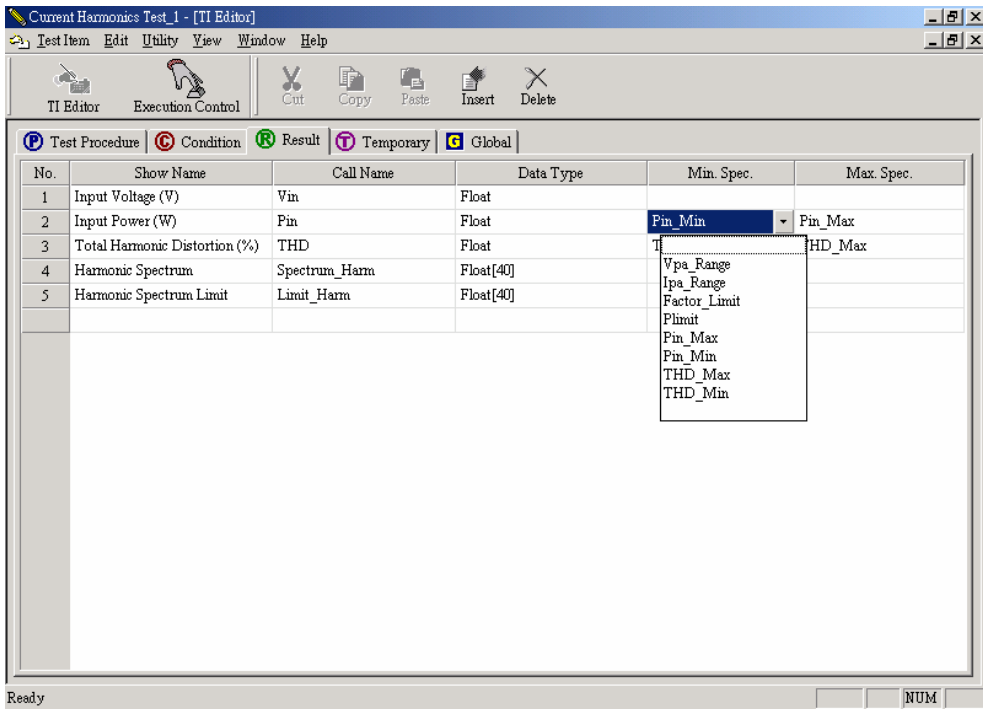 Current Harmonics Test_1 - [TI Editor]
Test Item Edit Utility View Window Help
TI Editor Execution Control Cut Copy Paste Insert Delete
P Test Procedure C Condition R Result T Temporary G Global
No. Show Name Call Name Data Type Min. Spec. Max. Spec.
1 Input Voltage (V) Vin Float
2 Input Power (W) Pin Float Pin_Min Pin_Max
3 Total Harmonic Distortion (%) THD Float T HD_Max
4 Harmonic Spectrum Spectrum_Harm Float[40]
5 Harmonic Spectrum Limit Limit_Harm Float[40]
Vpa_Range
Ipa_Range
Factor_Limit
Plimit
Pin_Max
Pin_Min
THD_Max
THD_Min
Ready NUM